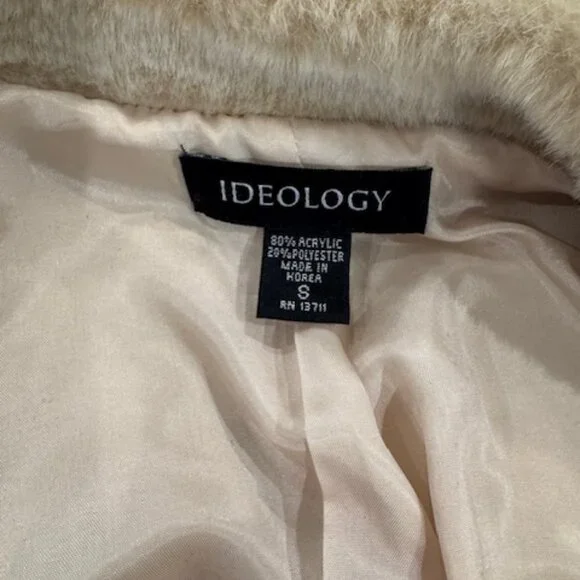 IDEOLOGY
80% ACRYLIC
20% POLYESTER
MADE IN
KOREA
S
RN 13711